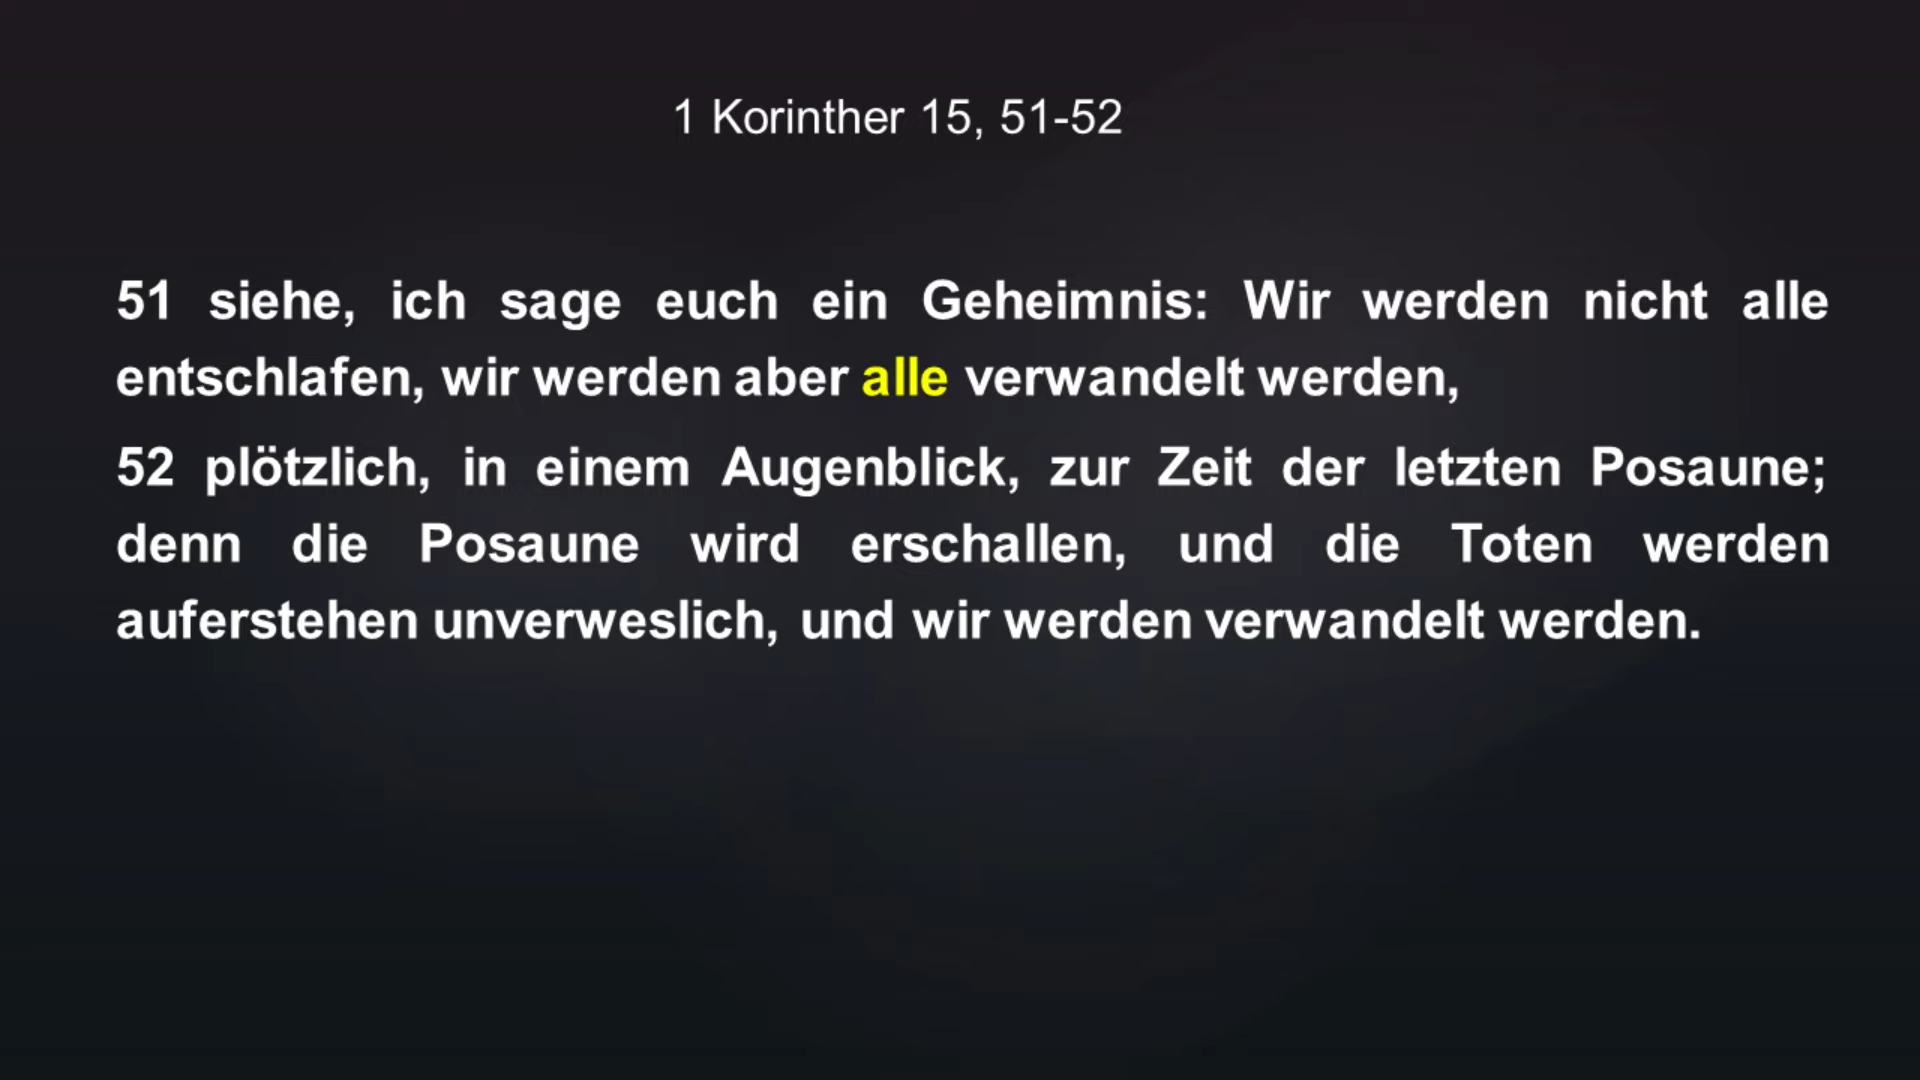 1 Korinther 15, 51-52
51 siehe, ich sage euch ein Geheimnis: Wir werden nicht alle
entschlafen, wir werden aber alle verwandelt werden,
52 plötzlich, in einem Augenblick, zur Zeit der letzten Posaune;
denn die Posaune wird erschallen, und die Toten werden
auferstehen unverweslich, und wir werden verwandelt werden.